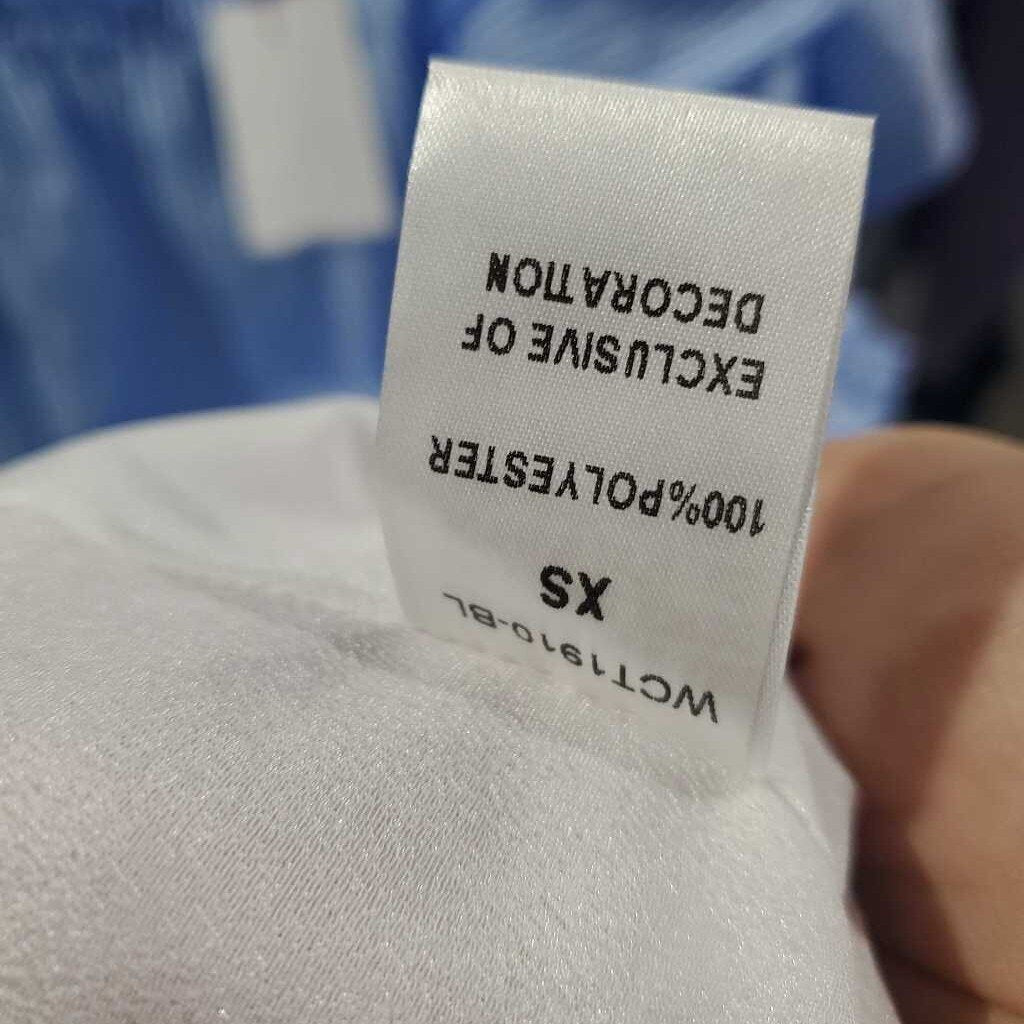 WCT1910-BL
XS
100%POLYESTER
EXCLUSIVE OF
DECORATION